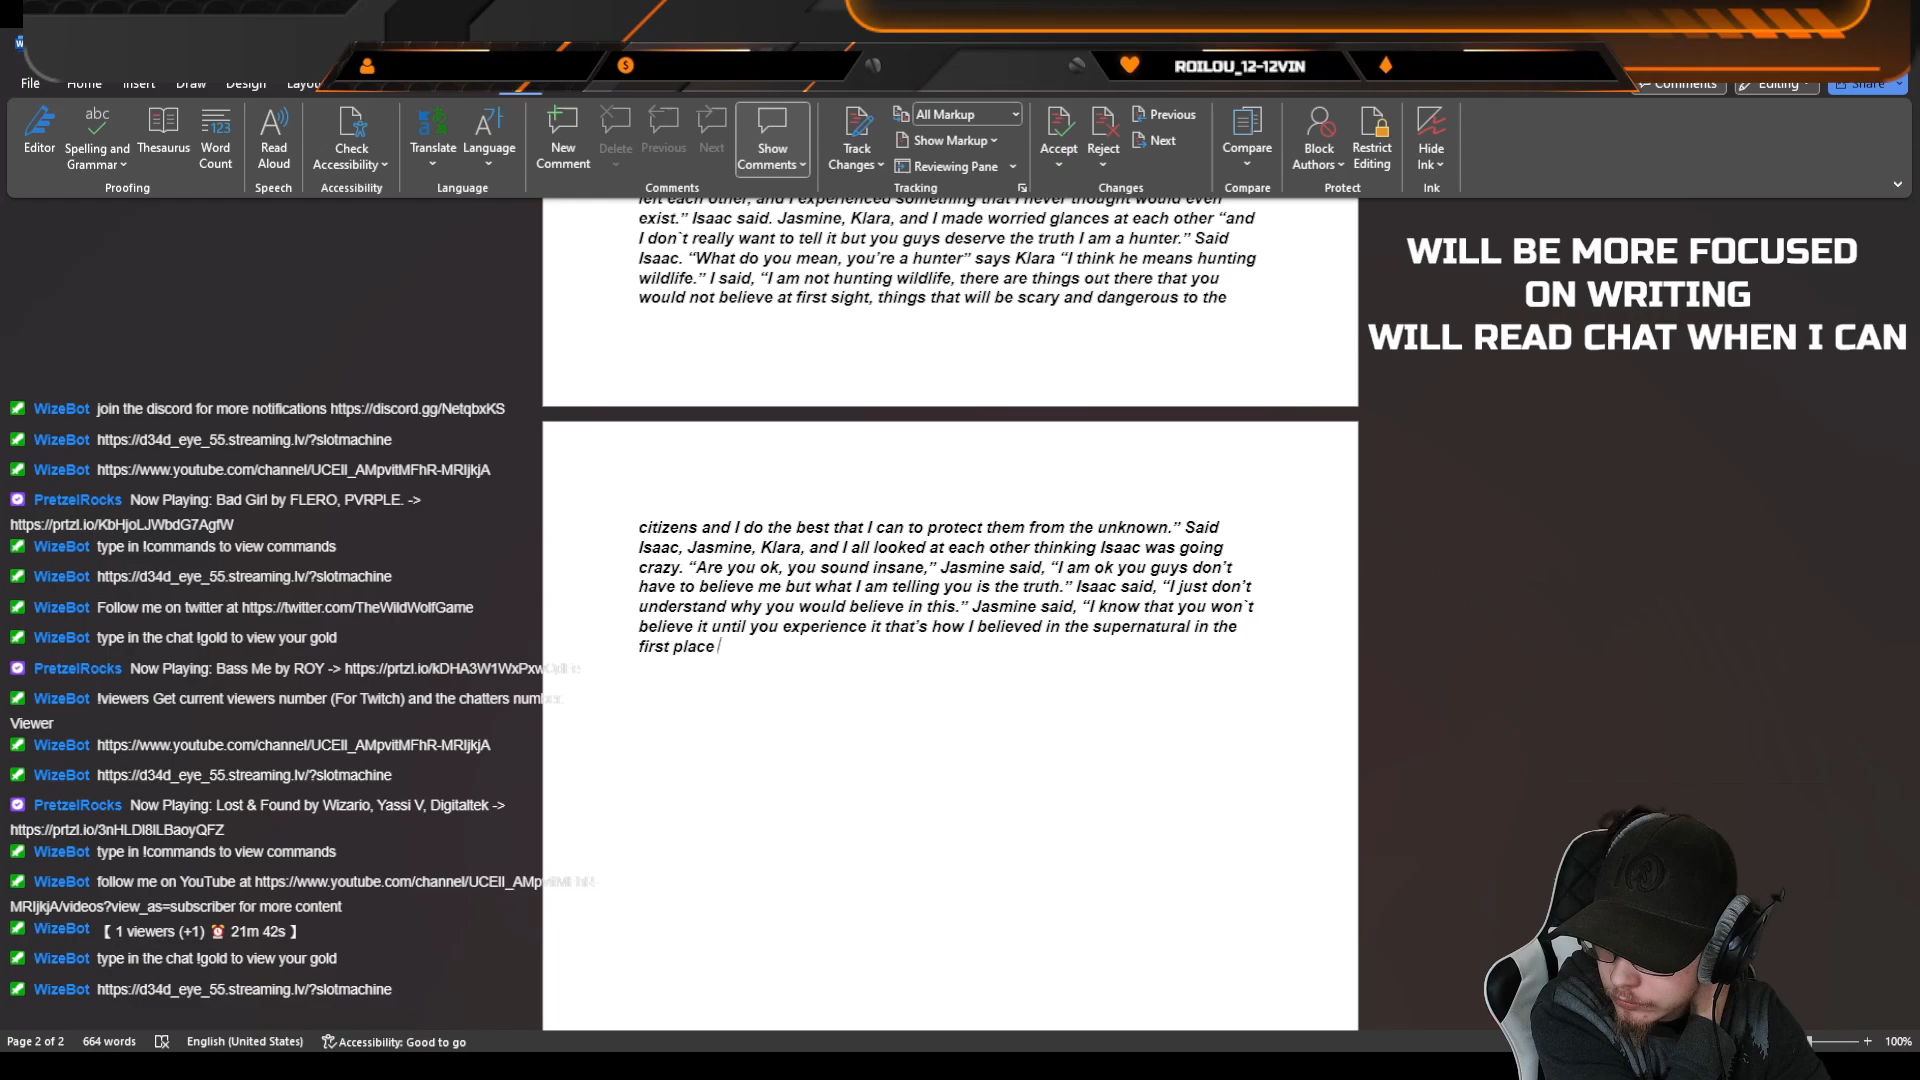 ROILOU_12-12VIN
File
Home
Insert
Draw
Design
Comments
Editing
Share
Editor
abc
Spelling and
Grammar
Thesaurus
123
Word
Count
Read
Aloud
Check
Accessibility
Translate
Language
New
Comment
Delete
Previous
Next
Show
Comments
Track
Changes
All Markup
Show Markup
Reviewing Pane
Accept
Reject
Previous
Next
Compare
Block
Authors
Restrict
Editing
Hide
Ink
Proofing
Speech
Accessibility
Language
Comments
Tracking
Changes
Compare
Protect
Ink
left each other, and I experienced something that I never thought would even
exist.” Isaac said. Jasmine, Klara, and I made worried glances at each other “and
I don`t really want to tell it but you guys deserve the truth I am a hunter.” Said
Isaac. “What do you mean, you’re a hunter” says Klara “I think he means hunting
wildlife.” I said, “I am not hunting wildlife, there are things out there that you
would not believe at first sight, things that will be scary and dangerous to the
citizens and I do the best that I can to protect them from the unknown.” Said
Isaac, Jasmine, Klara, and I all looked at each other thinking Isaac was going
crazy. “Are you ok, you sound insane,” Jasmine said, “I am ok you guys don’t
have to believe me but what I am telling you is the truth.” Isaac said, “I just don’t
understand why you would believe in this.” Jasmine said, “I know that you won`t
believe it until you experience it that’s how I believed in the supernatural in the
first place
WILL BE MORE FOCUSED
ON WRITING
WILL READ CHAT WHEN I CAN
WizeBot join the discord for more notifications https://discord.gg/NetqbxKS
WizeBot https://d34d_eye_55.streaming.lv/?slotmachine
WizeBot https://www.youtube.com/channel/UCEIl_AMpvitMFhR-MRIjkjA
PretzelRocks Now Playing: Bad Girl by FLERO, PVRPLE. ->
https://prtzl.io/KbHjoLJWbdG7AgfW
WizeBot type in !commands to view commands
WizeBot https://d34d_eye_55.streaming.lv/?slotmachine
WizeBot Follow me on twitter at https://twitter.com/TheWildWolfGame
WizeBot type in the chat !gold to view your gold
PretzelRocks Now Playing: Bass Me by ROY ->
WizeBot !viewers Get current viewers number (For Twitch) and the chatters number.
Viewer
WizeBot https://www.youtube.com/channel/UCEIl_AMpvitMFhR-MRIjkjA
WizeBot https://d34d_eye_55.streaming.lv/?slotmachine
PretzelRocks Now Playing: Lost & Found by Wizario, Yassi V, Digitaltek ->
https://prtzl.io/3nHLDl8lLBaoyQFZ
WizeBot type in !commands to view commands
WizeBot follow me on YouTube at https://www.youtube.com/channel/UCEIl_AMpvitMFhR-
MRIjkjA/videos?view_as=subscriber for more content
WizeBot 【 1 viewers (+1) ⏰ 21m 42s 】
WizeBot type in the chat !gold to view your gold
WizeBot https://d34d_eye_55.streaming.lv/?slotmachine
Page 2 of 2
664 words
English (United States)
Accessibility: Good to go
100%